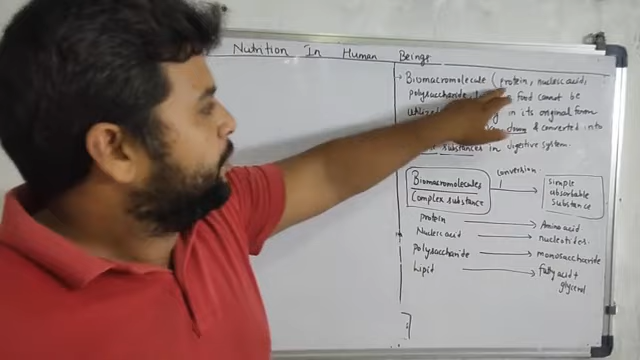 Nutrition In Human Beings
→ Biomacromolecule (protein, nucleic acid,
polysaccharide, food cannot be
in its original form
& converted into
substances in digestive system.
Biomacromolecules
Complex substance
conversion
simple
absorbable
substance
protein → Amino acid
Nucleic acid → nucleotides.
Polysaccharide → monosaccharide
Lipid → fatty acid +
glycerol